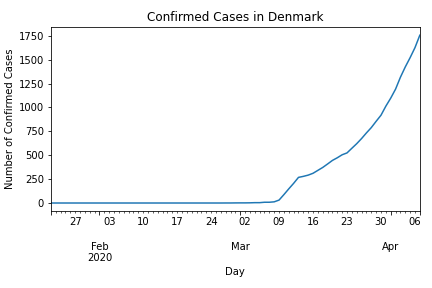 Confirmed Cases in Denmark
Number of Confirmed Cases
1750
1500
1250
1000
750
500
250
0
27 03 10 17 24 02 09 16 23 30 06
Feb Mar Apr
2020
Day